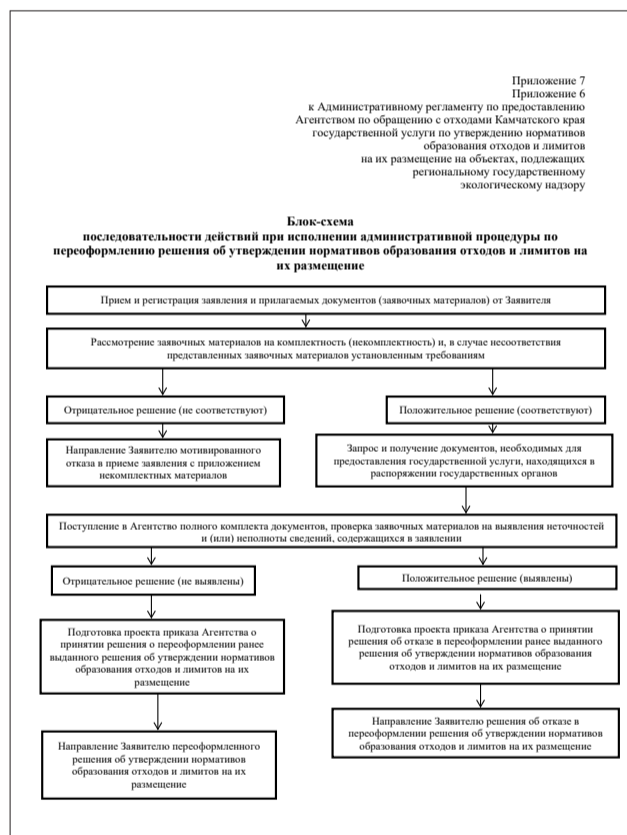 Приложение 7
Приложение 6
к Административному регламенту по предоставлению
Агентством по обращению с отходами Камчатского края
государственной услуги по утверждению нормативов
образования отходов и лимитов
на их размещение на объектах, подлежащих
региональному государственному
экологическому надзору
Блок-схема
последовательности действий при исполнении административной процедуры по
переоформлению решения об утверждении нормативов образования отходов и лимитов на
их размещение
Прием и регистрация заявления и прилагаемых документов (заявочных материалов) от Заявителя
Рассмотрение заявочных материалов на комплектность (некомплектность) и, в случае несоответствия
представленных заявочных материалов установленным требованиям
Отрицательное решение (не соответствуют)
Положительное решение (соответствуют)
Направление Заявителю мотивированного
отказа в приеме заявления с приложением
некомплектных материалов
Запрос и получение документов, необходимых для
предоставления государственной услуги, находящихся в
распоряжении государственных органов
Поступление в Агентство полного комплекта документов, проверка заявочных материалов на выявления неточностей
и (или) неполноты сведений, содержащихся в заявлении
Отрицательное решение (не выявлены)
Положительное решение (выявлены)
Подготовка проекта приказа Агентства о
принятии решения о переоформлении ранее
выданного решения об утверждении нормативов
образования отходов и лимитов на их
размещение
Подготовка проекта приказа Агентства о принятии
решения об отказе в переоформлении ранее выданного
решения об утверждении нормативов образования
отходов и лимитов на их размещение
Направление Заявителю переоформленного
решения об утверждении нормативов
образования отходов и лимитов на их
размещение
Направление Заявителю решения об отказе в
переоформлении решения об утверждении нормативов
образования отходов и лимитов на их размещение